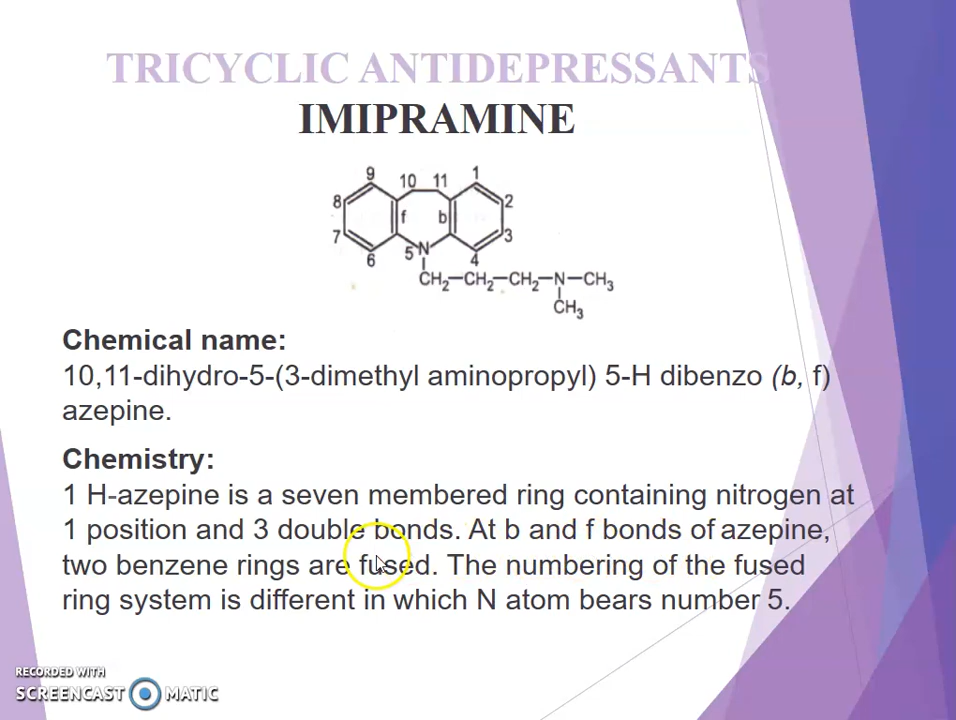 TRICYCLIC ANTIDEPRESSANTS
IMIPRAMINE
9 10 11 1
8 f b 2
7 5 N 3
6 4
CH2–CH2–CH2–N–CH3
CH3
Chemical name:
10,11-dihydro-5-(3-dimethyl aminopropyl) 5-H dibenzo (b, f)
azepine.
Chemistry:
1 H-azepine is a seven membered ring containing nitrogen at
1 position and 3 double bonds. At b and f bonds of azepine,
two benzene rings are fused. The numbering of the fused
ring system is different in which N atom bears number 5.
RECORDED WITH
SCREENCAST MATIC